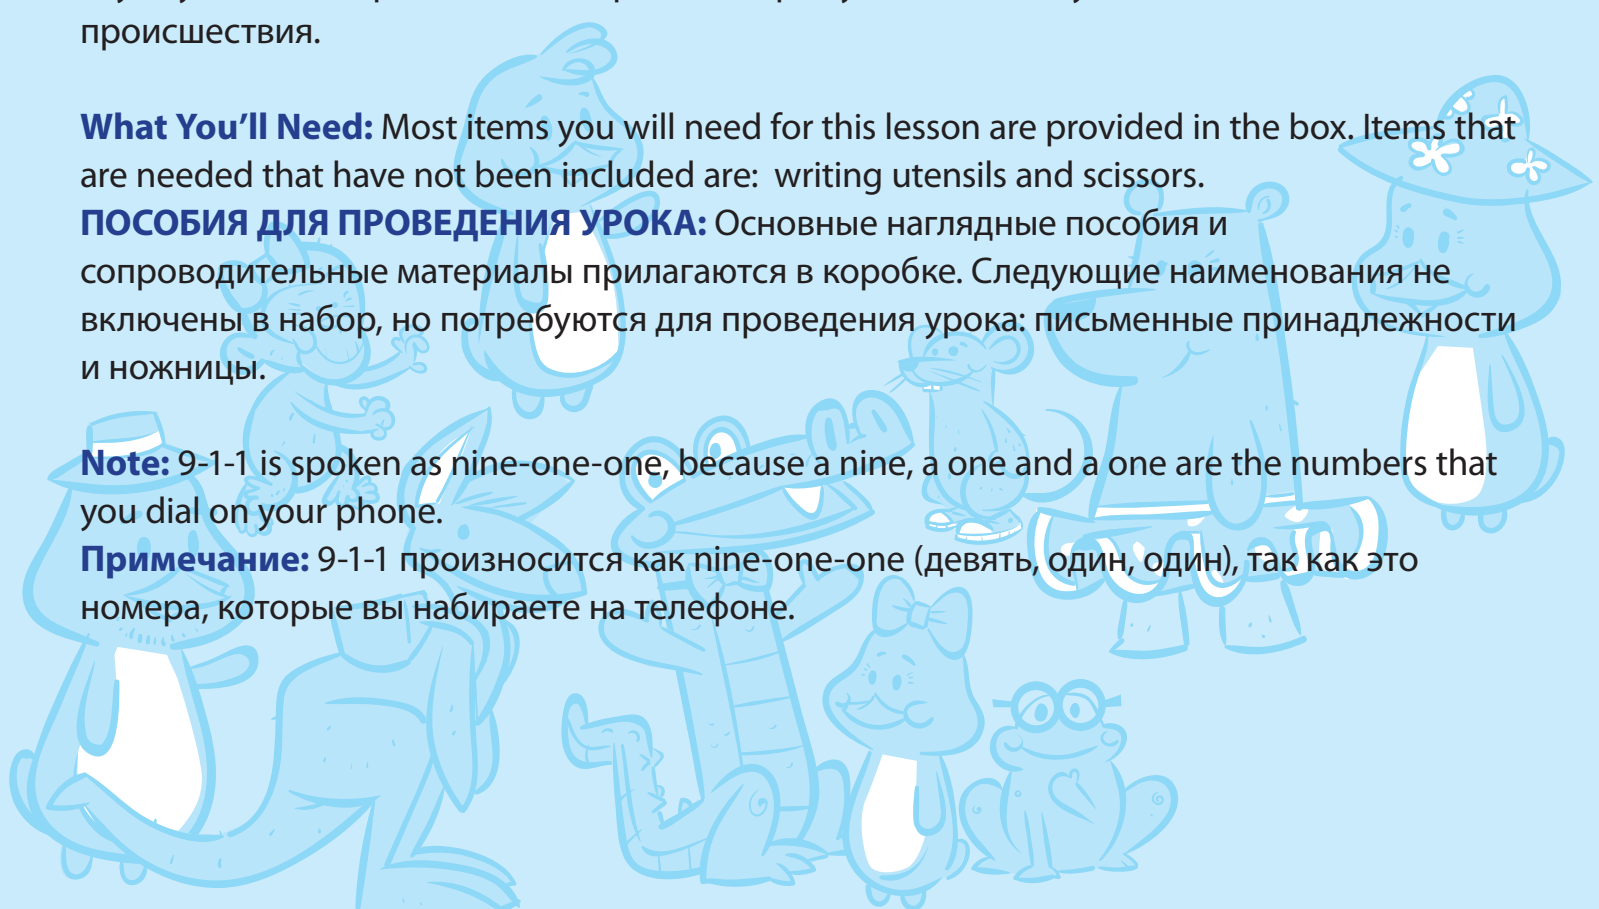 происшествия.
What You'll Need: Most items you will need for this lesson are provided in the box. Items that
are needed that have not been included are:  writing utensils and scissors.
ПОСОБИЯ ДЛЯ ПРОВЕДЕНИЯ УРОКА: Основные наглядные пособия и
сопроводительные материалы прилагаются в коробке. Следующие наименования не
включены в набор, но потребуются для проведения урока: письменные принадлежности
и ножницы.
Note: 9-1-1 is spoken as nine-one-one, because a nine, a one and a one are the numbers that
you dial on your phone.
Примечание: 9-1-1 произносится как nine-one-one (девять, один, один), так как это
номера, которые вы набираете на телефоне.